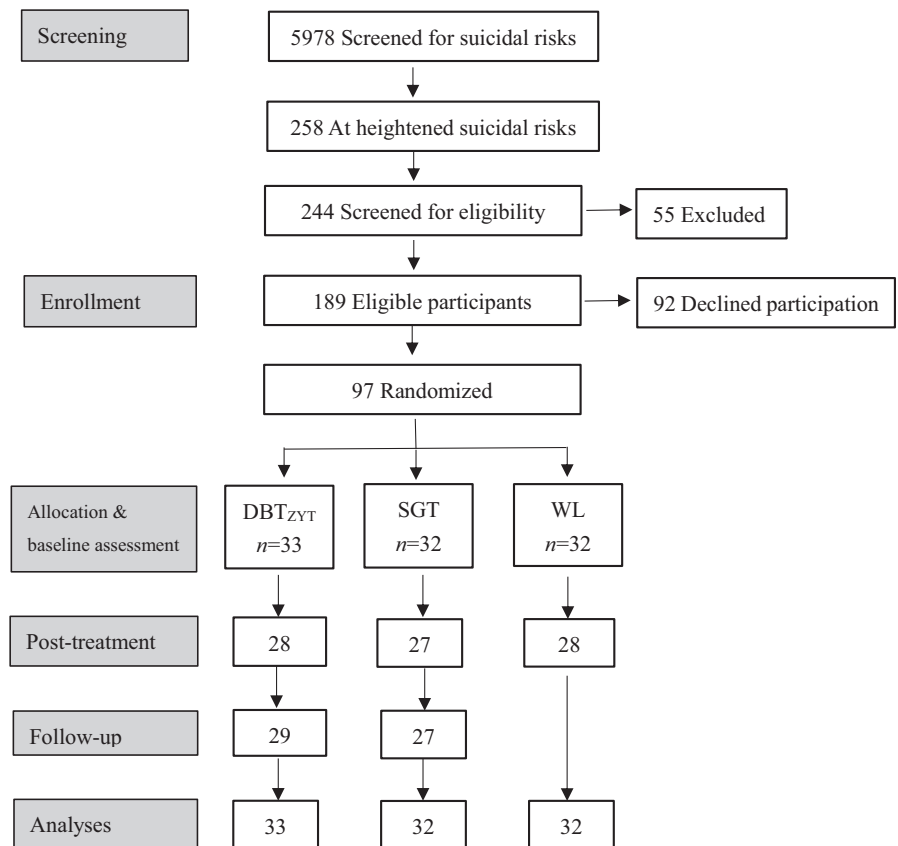 Screening
5978 Screened for suicidal risks
258 At heightened suicidal risks
244 Screened for eligibility
55 Excluded
Enrollment
189 Eligible participants
92 Declined participation
97 Randomized
Allocation &
baseline assessment
DBTZYT
n=33
SGT
n=32
WL
n=32
Post-treatment
28
27
28
Follow-up
29
27
Analyses
33
32
32